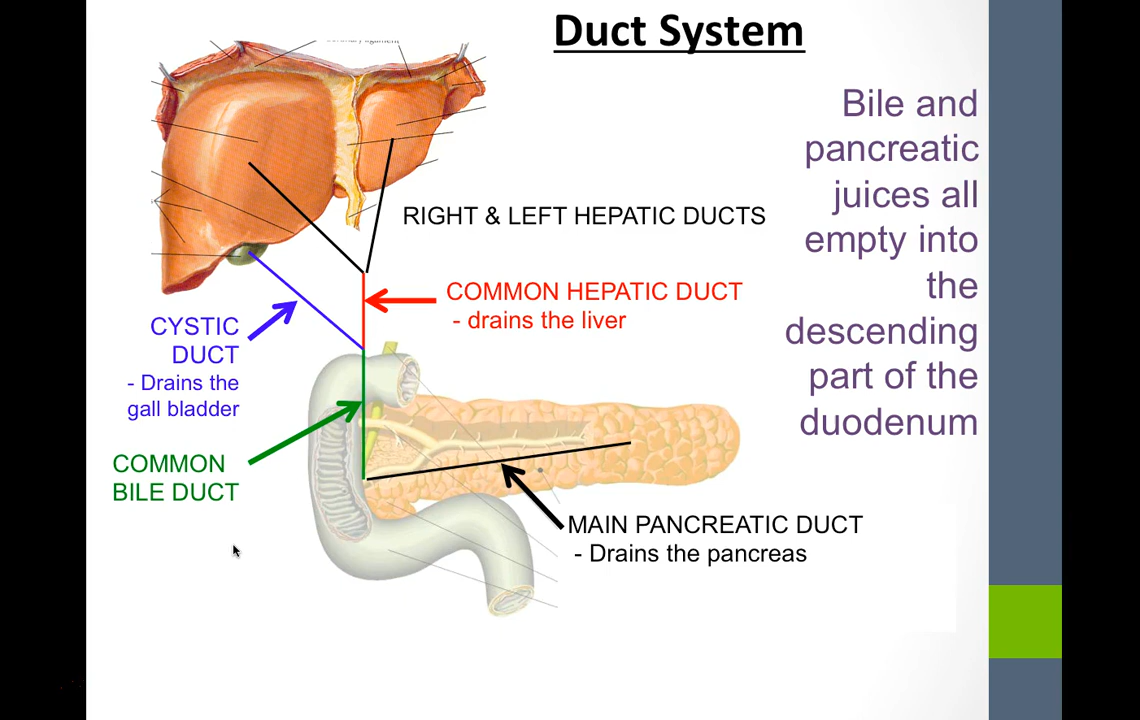 Duct System
Bile and
pancreatic
juices all
empty into
the
descending
part of the
duodenum
RIGHT & LEFT HEPATIC DUCTS
COMMON HEPATIC DUCT
- drains the liver
CYSTIC
DUCT
- Drains the
gall bladder
COMMON
BILE DUCT
MAIN PANCREATIC DUCT
- Drains the pancreas